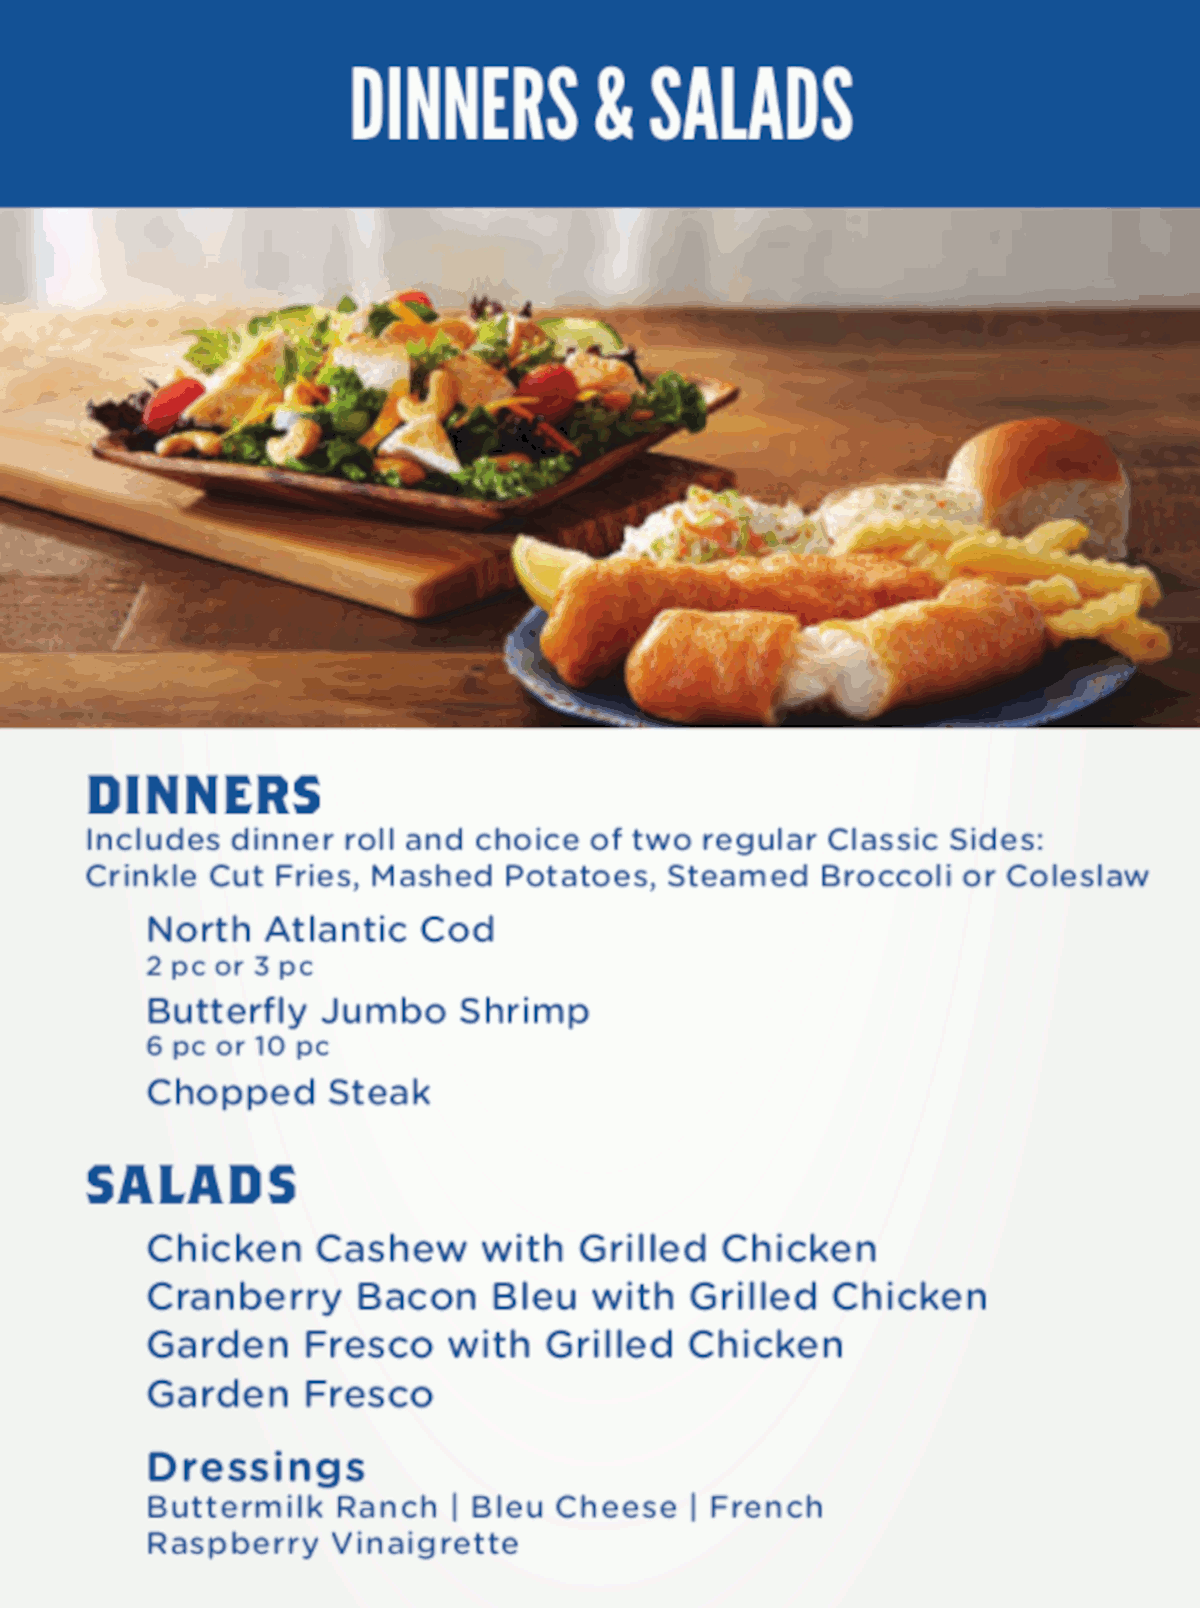 DINNERS & SALADS
DINNERS
Includes dinner roll and choice of two regular Classic Sides:
Crinkle Cut Fries, Mashed Potatoes, Steamed Broccoli or Coleslaw
North Atlantic Cod
2 pc or 3 pc
Butterfly Jumbo Shrimp
6 pc or 10 pc
Chopped Steak
SALADS
Chicken Cashew with Grilled Chicken
Cranberry Bacon Bleu with Grilled Chicken
Garden Fresco with Grilled Chicken
Garden Fresco
Dressings
Buttermilk Ranch | Bleu Cheese | French
Raspberry Vinaigrette